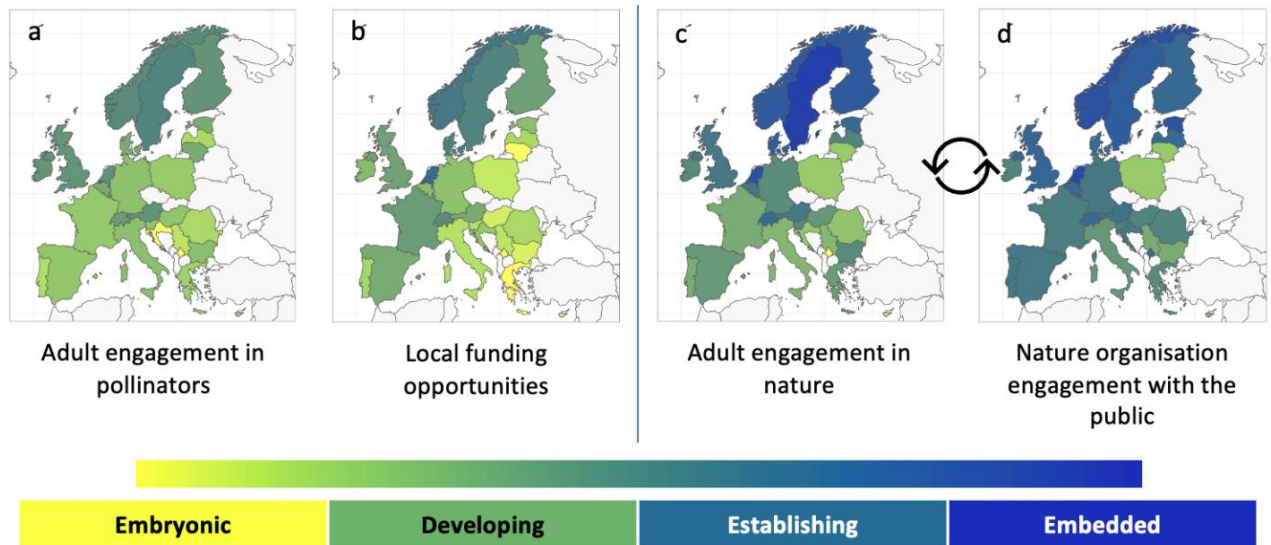 a
b
c
d
Adult engagement in
pollinators
Local funding
opportunities
Adult engagement in
nature
Nature organisation
engagement with the
public
Embryonic
Developing
Establishing
Embedded